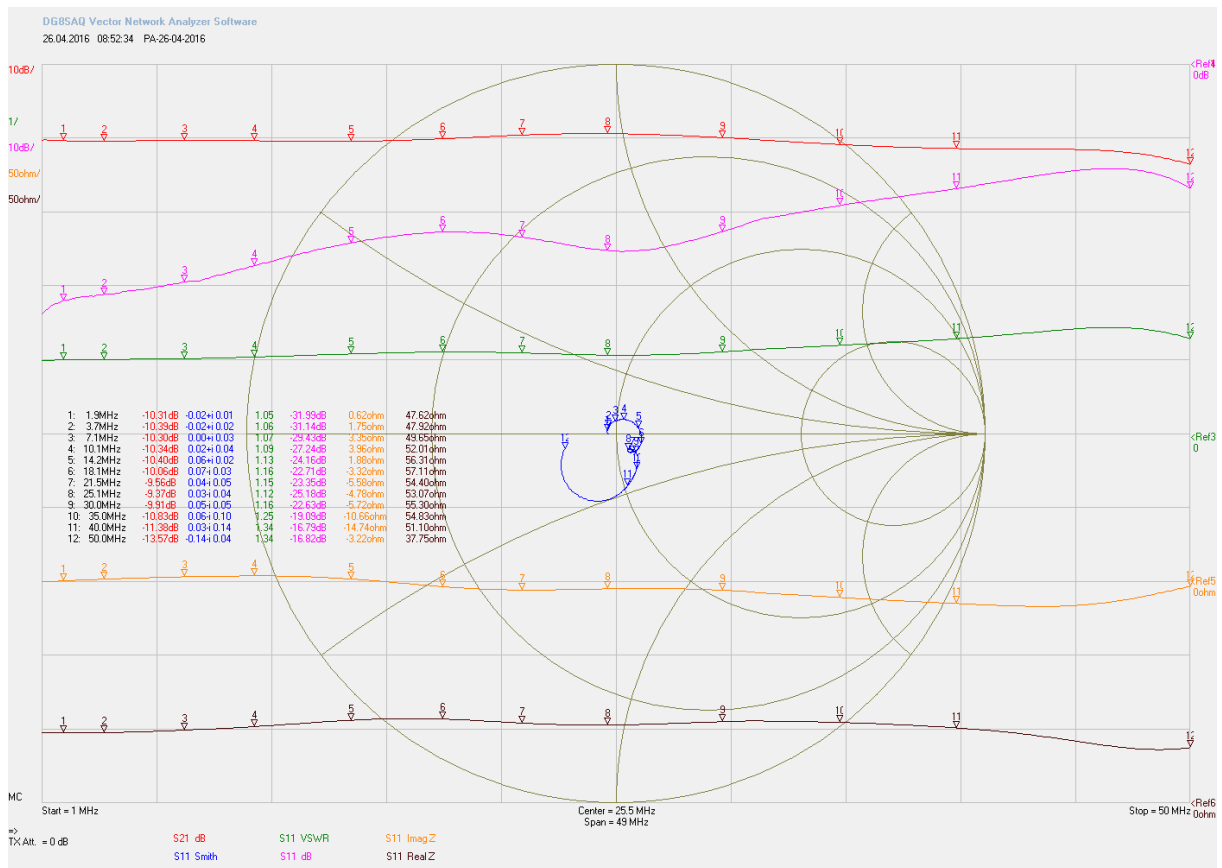 DG8SAQ Vector Network Analyzer Software
26.04.2016 08:52:34 PA-26-04-2016
10dB/
1/
10dB/
50ohm/
50ohm/
0dB
1: 1.9MHz -10.31dB -0.02+i 0.01 1.05 -31.99dB 0.62ohm 47.62ohm
2: 3.7MHz -10.39dB -0.02+i 0.02 1.06 -31.14dB 1.75ohm 47.92ohm
3: 7.1MHz -10.30dB 0.00+i 0.03 1.07 -29.43dB 3.35ohm 49.65ohm
4: 10.1MHz -10.34dB 0.02+i 0.04 1.09 -27.24dB 3.96ohm 52.01ohm
5: 14.2MHz -10.40dB 0.06+i 0.02 1.13 -24.16dB 1.88ohm 56.31ohm
6: 18.1MHz -10.06dB 0.07-i 0.03 1.16 -22.71dB -3.32ohm 57.11ohm
7: 21.5MHz -9.56dB 0.04-i 0.05 1.15 -23.35dB -5.58ohm 54.40ohm
8: 25.1MHz -9.37dB 0.03-i 0.04 1.12 -25.18dB -4.78ohm 53.07ohm
9: 30.0MHz -9.91dB 0.05-i 0.05 1.16 -22.63dB -5.72ohm 55.30ohm
10: 35.0MHz -10.83dB 0.06-i 0.10 1.25 -19.09dB -10.66ohm 54.83ohm
11: 40.0MHz -11.38dB 0.03-i 0.14 1.34 -16.79dB -14.74ohm 51.10ohm
12: 50.0MHz -13.57dB -0.14-i 0.04 1.34 -16.82dB -3.22ohm 37.75ohm
<Ref3
0
<Ref5
0ohm
<Ref6
0ohm
MC
Start = 1 MHz Center = 25.5 MHz Stop = 50 MHz
Span = 49 MHz
=>
TX Att. = 0 dB
S21 dB S11 VSWR S11 ImagZ
S11 Smith S11 dB S11 RealZ